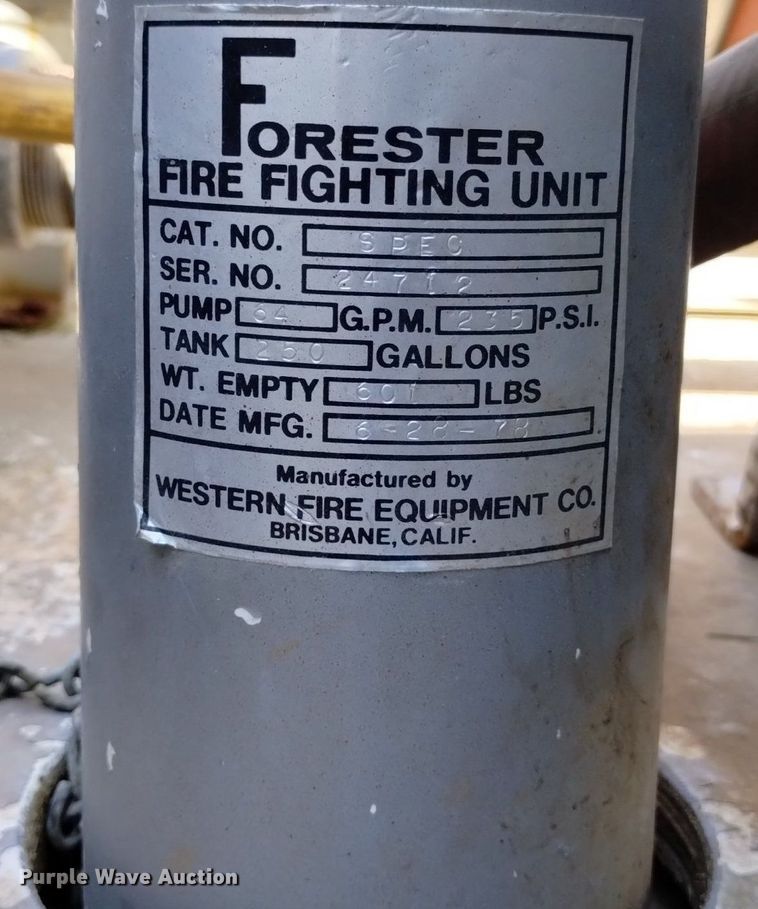 FORESTER
FIRE FIGHTING UNIT
CAT. NO. SPEC
SER. NO. 24712
PUMP 64 G.P.M. 235 P.S.I.
TANK 250 GALLONS
WT. EMPTY 601 LBS
DATE MFG. 6-28-78
Manufactured by
WESTERN FIRE EQUIPMENT CO.
BRISBANE, CALIF.
Purple Wave Auction